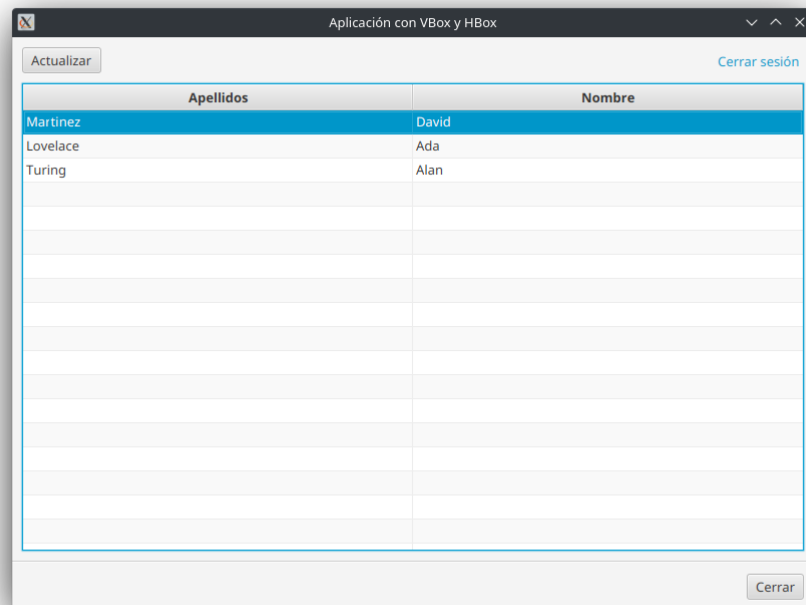 Aplicación con VBox y HBox
Actualizar Cerrar sesión
Apellidos Nombre
Martinez David
Lovelace Ada
Turing Alan
Cerrar